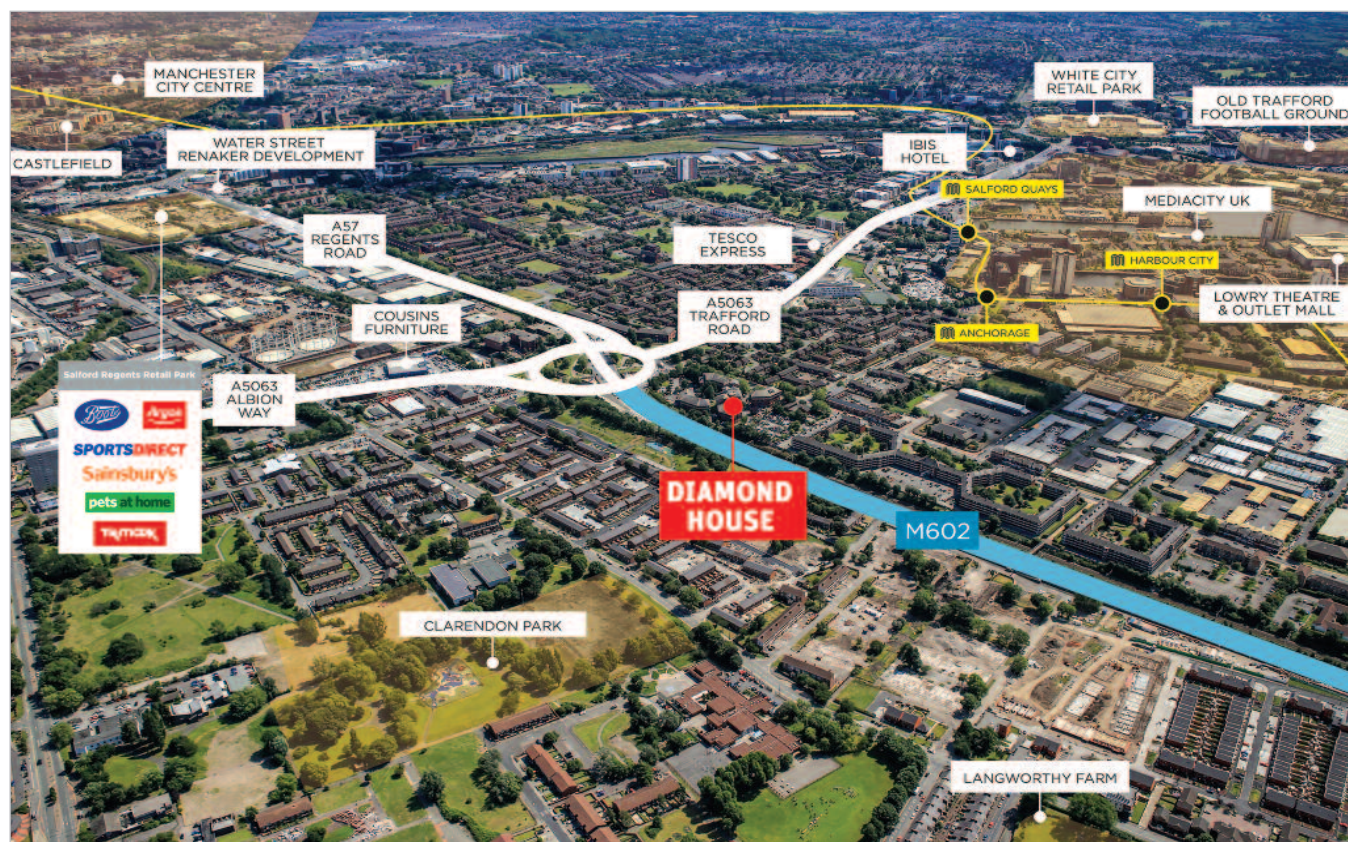 MANCHESTER
CITY CENTRE
WHITE CITY
RETAIL PARK
OLD TRAFFORD
FOOTBALL GROUND
CASTLEFIELD
WATER STREET
RENAKER DEVELOPMENT
IBIS
HOTEL
SALFORD QUAYS
MEDIACITY UK
A57
REGENTS
ROAD
TESCO
EXPRESS
HARBOUR CITY
COUSINS
FURNITURE
A5063
TRAFFORD
ROAD
LOWRY THEATRE
& OUTLET MALL
ANCHORAGE
Salford Regents Retail Park
A5063
ALBION
WAY
Boots
Argos
SPORTSDIRECT
Sainsbury's
pets at home
TK MAXX
DIAMOND
HOUSE
M602
CLARENDON PARK
LANGWORTHY FARM